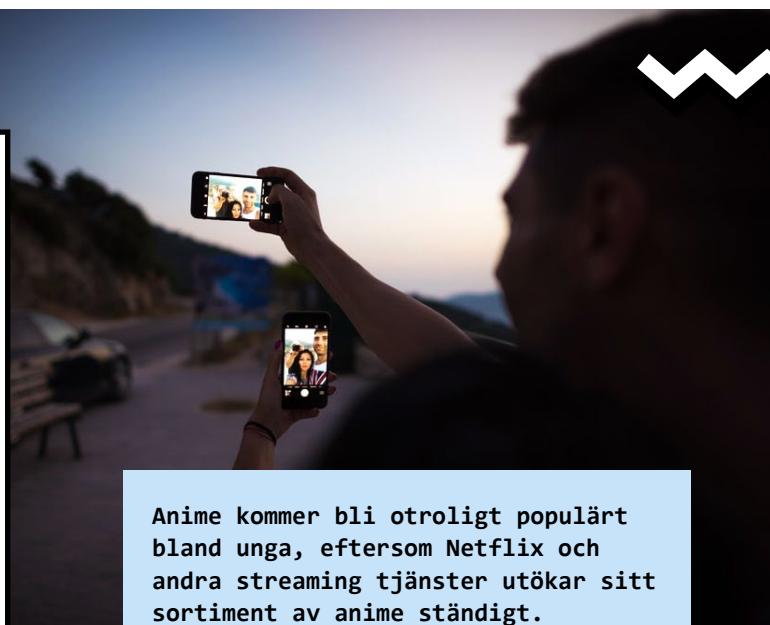 Anime kommer bli otroligt populärt
bland unga, eftersom Netflix och
andra streaming tjänster utökar sitt
sortiment av anime ständigt.